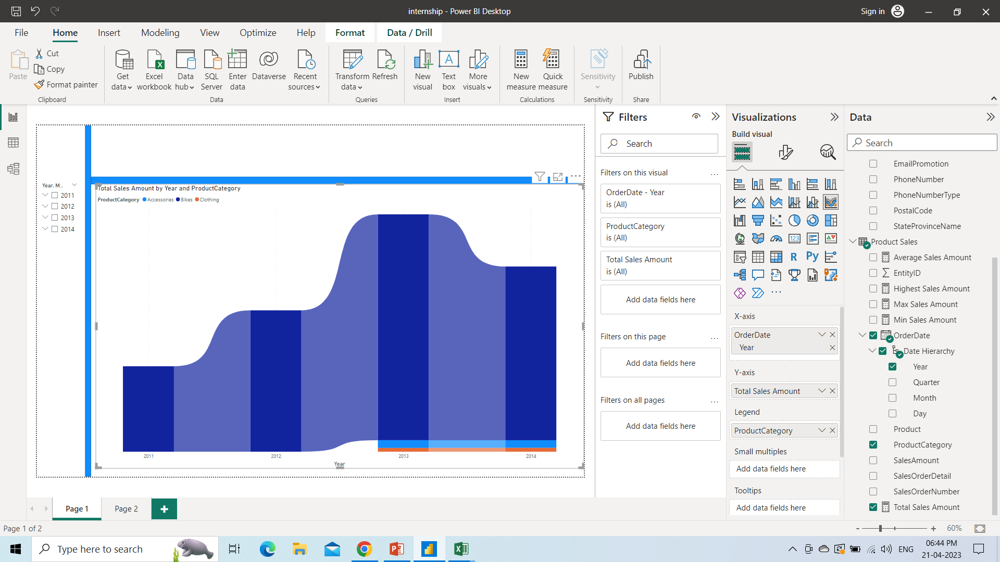 internship - Power BI Desktop
Sign in
File Home Insert Modeling View Optimize Help Format Data / Drill
Paste
Cut
Copy
Format painter
Clipboard
Get data
Excel workbook
Data hub
SQL Server
Enter data
Dataverse
Recent sources
Data
Transform data
Refresh
Queries
New visual
Text box
More visuals
Insert
New measure
Quick measure
Calculations
Sensitivity
Sensitivity
Publish
Share
Year, M...
2011
2012
2013
2014
Total Sales Amount by Year and ProductCategory
ProductCategory Accessories Bikes Clothing
2011 2012 2013 2014
Year
Filters
Search
Filters on this visual
OrderDate - Year
is (All)
ProductCategory
is (All)
Total Sales Amount
is (All)
Add data fields here
Filters on this page
Add data fields here
Filters on all pages
Add data fields here
Visualizations
Build visual
123
R
Py
X-axis
OrderDate
Year
Y-axis
Total Sales Amount
Legend
ProductCategory
Small multiples
Add data fields here
Tooltips
Add data fields here
Data
Search
EmailPromotion
PhoneNumber
PhoneNumberType
PostalCode
StateProvinceName
Product Sales
Average Sales Amount
EntityID
Highest Sales Amount
Max Sales Amount
Min Sales Amount
OrderDate
Date Hierarchy
Year
Quarter
Month
Day
Product
ProductCategory
SalesAmount
SalesOrderDetail
SalesOrderNumber
Total Sales Amount
Page 1 Page 2
Page 1 of 2
60%
Type here to search
ENG
06:44 PM
21-04-2023